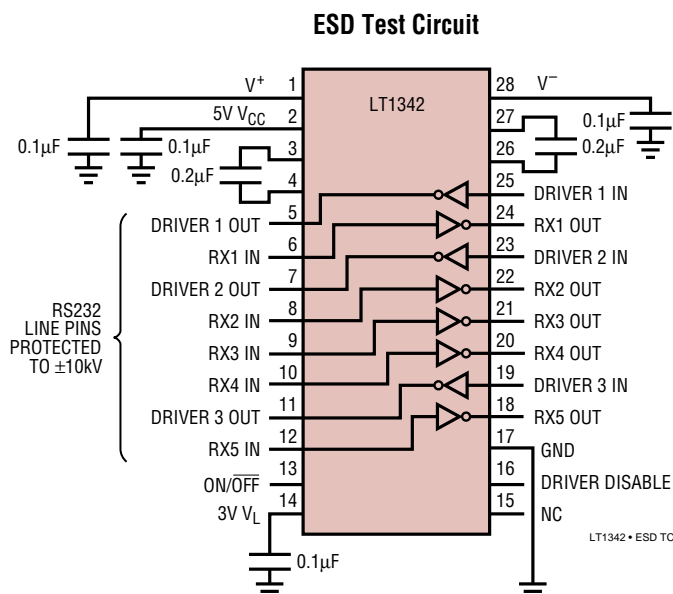 ESD Test Circuit
LT1342
V+ 1
5V VCC 2
3
4
DRIVER 1 OUT 5
RX1 IN 6
DRIVER 2 OUT 7
RX2 IN 8
RX3 IN 9
RX4 IN 10
DRIVER 3 OUT 11
RX5 IN 12
ON/OFF 13
3V VL 14
0.1µF
0.1µF
0.2µF
0.1µF
RS232
LINE PINS
PROTECTED
TO ±10kV
28 V–
27
26
25 DRIVER 1 IN
24 RX1 OUT
23 DRIVER 2 IN
22 RX2 OUT
21 RX3 OUT
20 RX4 OUT
19 DRIVER 3 IN
18 RX5 OUT
17 GND
16 DRIVER DISABLE
15 NC
0.1µF
0.2µF
LT1342 • ESD TC